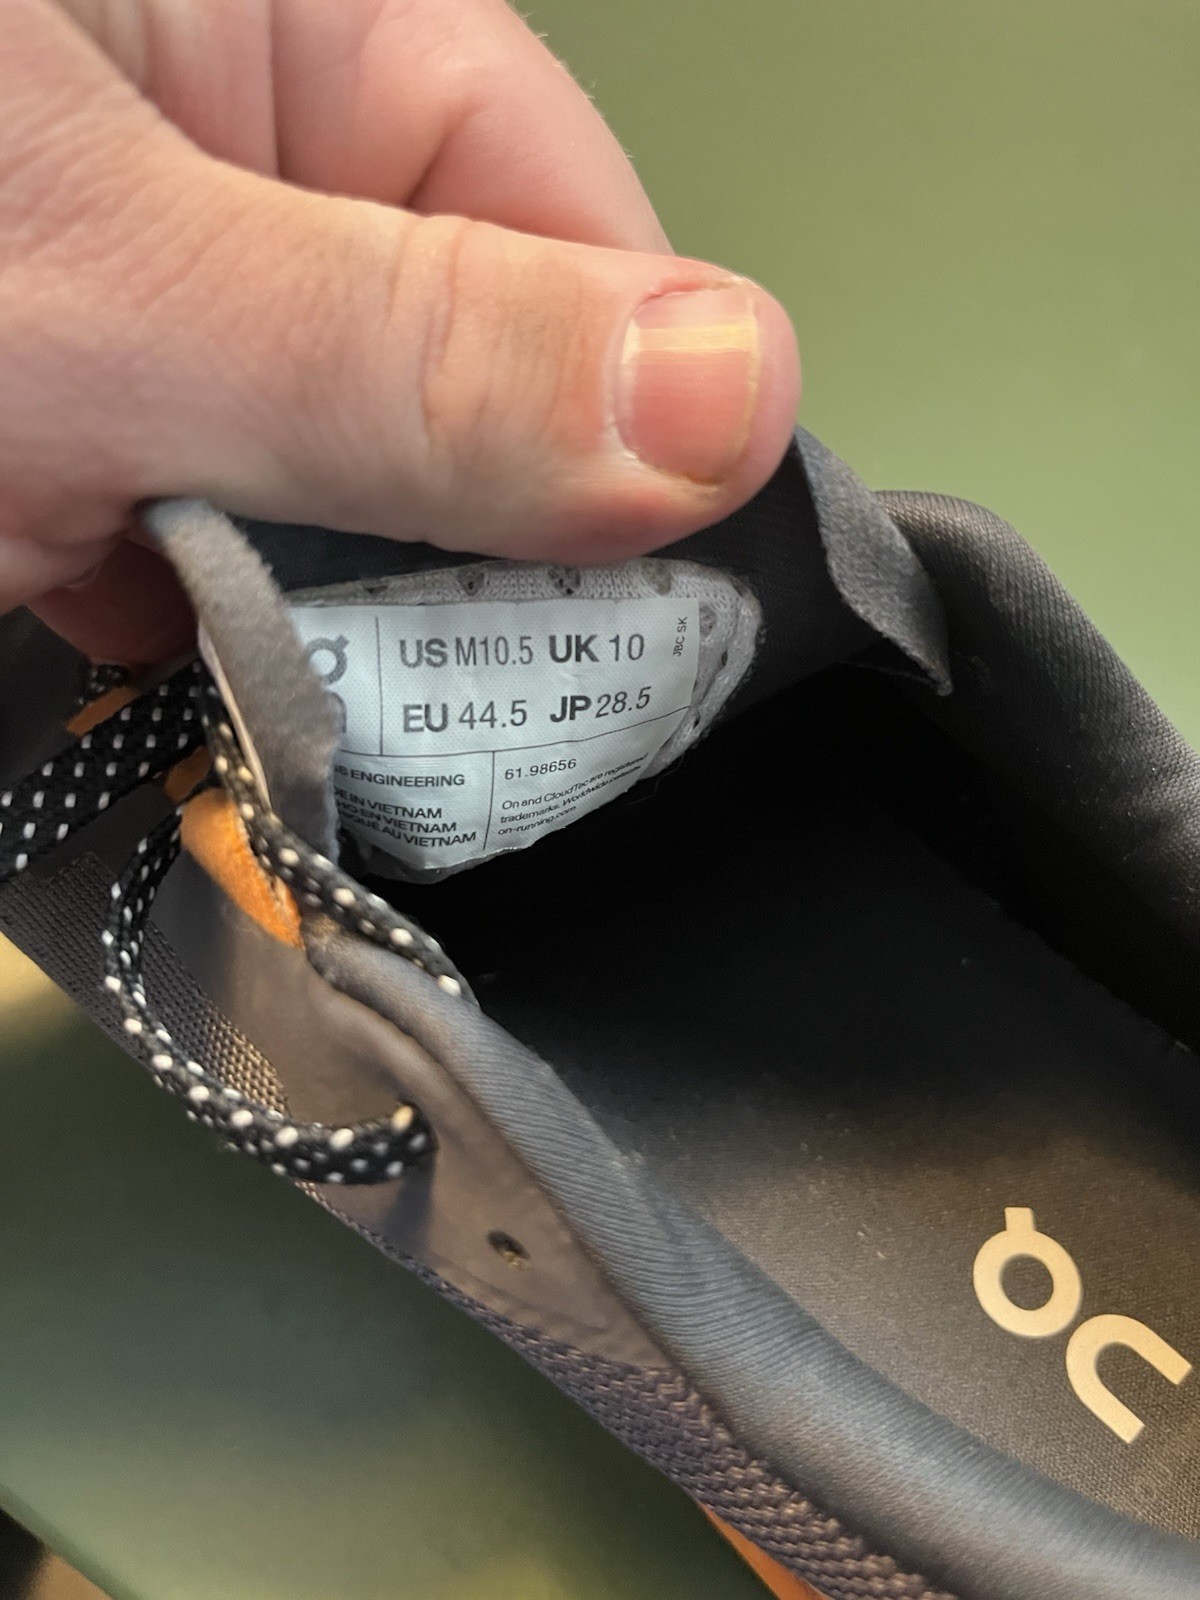 US M10.5 UK 10
EU 44.5 JP 28.5
JBC SK
ENGINEERING
IN VIETNAM
EN VIETNAM
AU VIETNAM
61.98656
On and CloudTec are registered
trademarks. Worldwide patents.
on-running.com
On